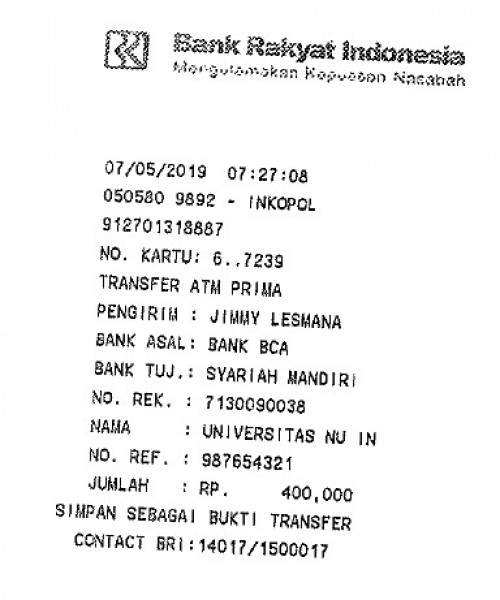 Bank Rakyat Indonesia
Mengutamakan Kepuasan Nasabah
07/05/2019 07:27:08
050580 9892 - INKOPOL
912701318887
NO. KARTU: 6..7239
TRANSFER ATM PRIMA
PENGIRIM : JIMMY LESMANA
BANK ASAL: BANK BCA
BANK TUJ.: SYARIAH MANDIRI
NO. REK. : 7130090038
NAMA : UNIVERSITAS NU IN
NO. REF. : 987654321
JUMLAH : RP. 400,000
SIMPAN SEBAGAI BUKTI TRANSFER
CONTACT BRI:14017/1500017